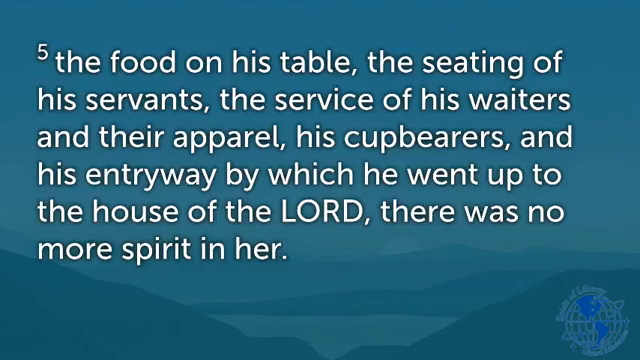 5 the food on his table, the seating of
his servants, the service of his waiters
and their apparel, his cupbearers, and
his entryway by which he went up to
the house of the LORD, there was no
more spirit in her.